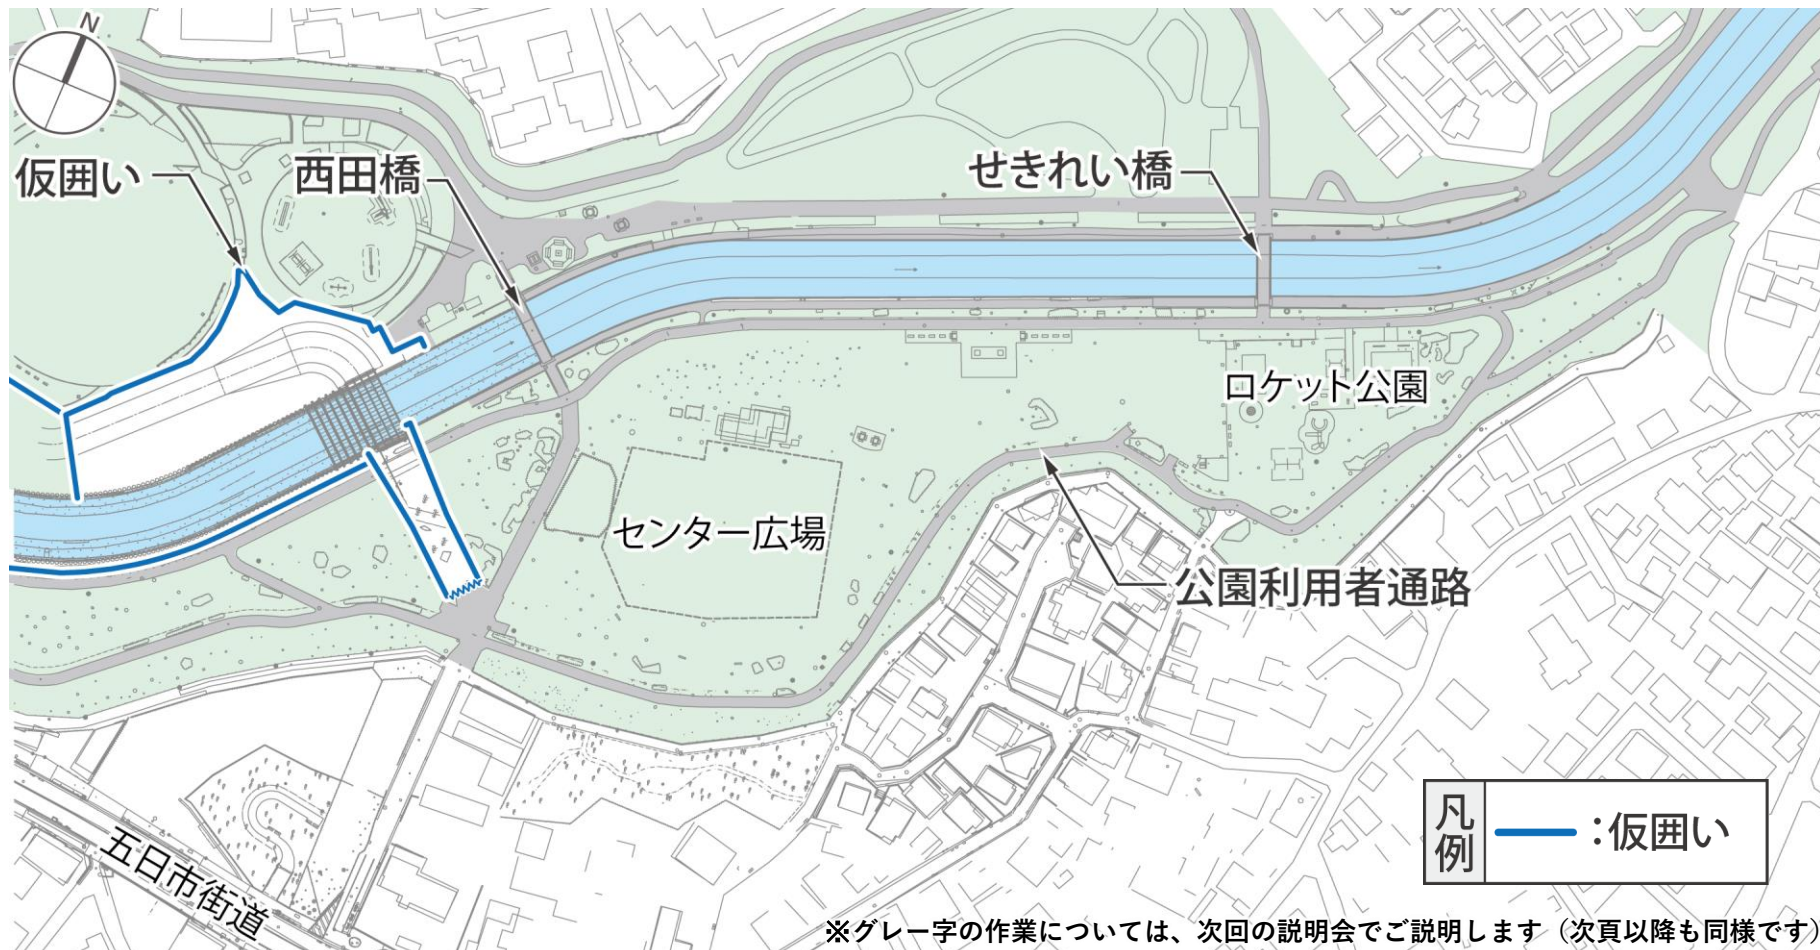 N
仮囲い
西田橋
せきれい橋
ロケット公園
センター広場
公園利用者通路
五日市街道
凡例
:仮囲い
※グレー字の作業については、次回の説明会でご説明します（次頁以降も同様です）